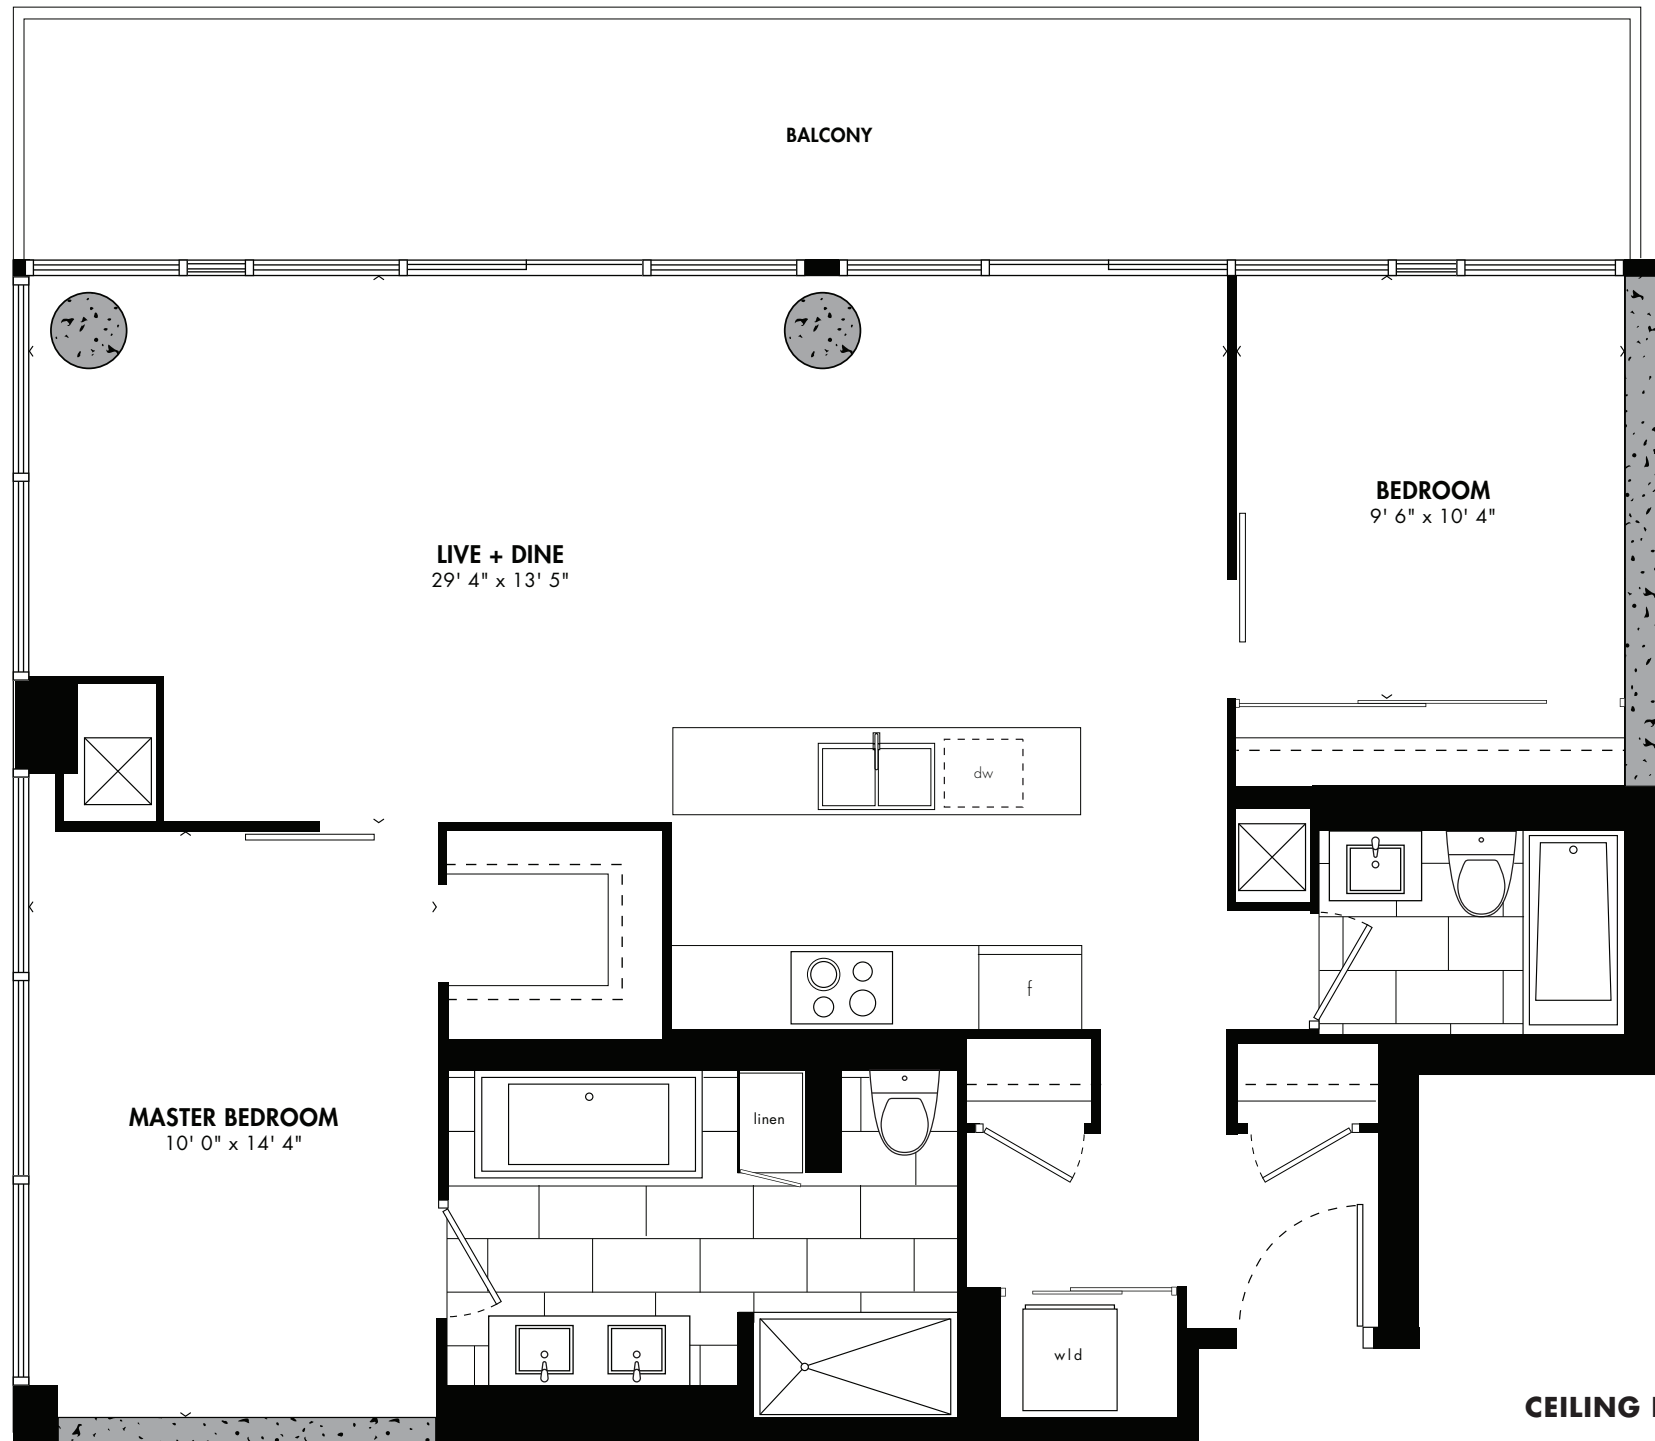 BALCONY
BEDROOM
9' 6" x 10' 4"
LIVE + DINE
29' 4" x 13' 5"
dw
f
MASTER BEDROOM
10' 0" x 14' 4"
linen
wld
CEILING